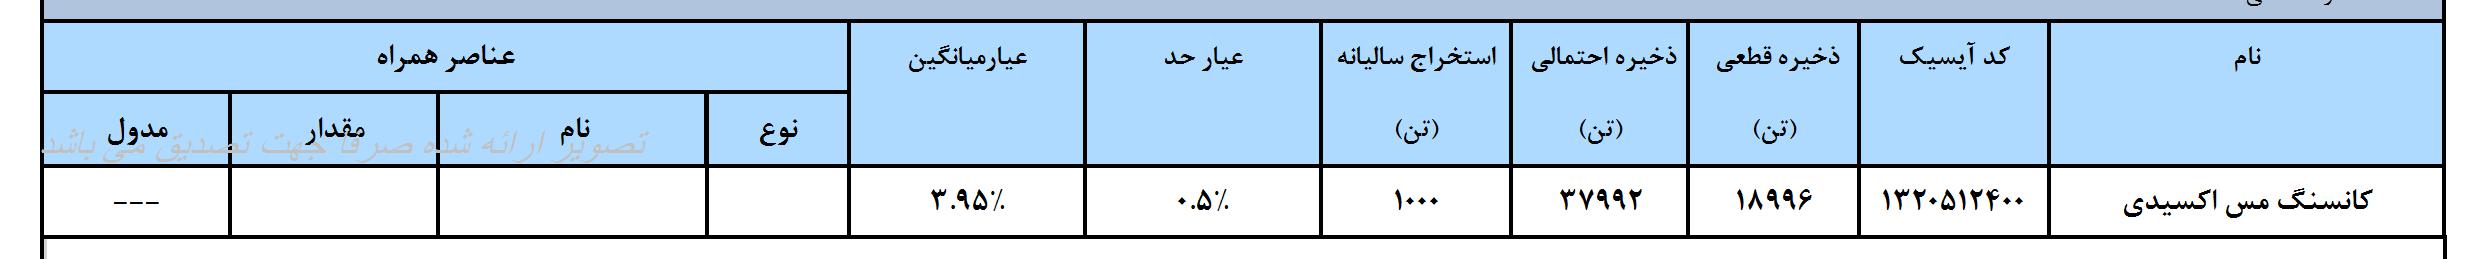 نام
کد آیسیک
ذخیره قطعی (تن)
ذخیره احتمالی (تن)
استخراج سالیانه (تن)
عیار حد
عیارمیانگین
عناصر همراه
نوع
نام
مقدار
مدول
تصویر ارائه شده صرفا جهت تصدیق می باشد
کانسنگ مس اکسیدی
۱۳۲۰۵۱۲۴۰۰
۱۸۹۹۶
۳۷۹۹۲
۱۰۰۰
۰.۵%
۳.۹۵%
---